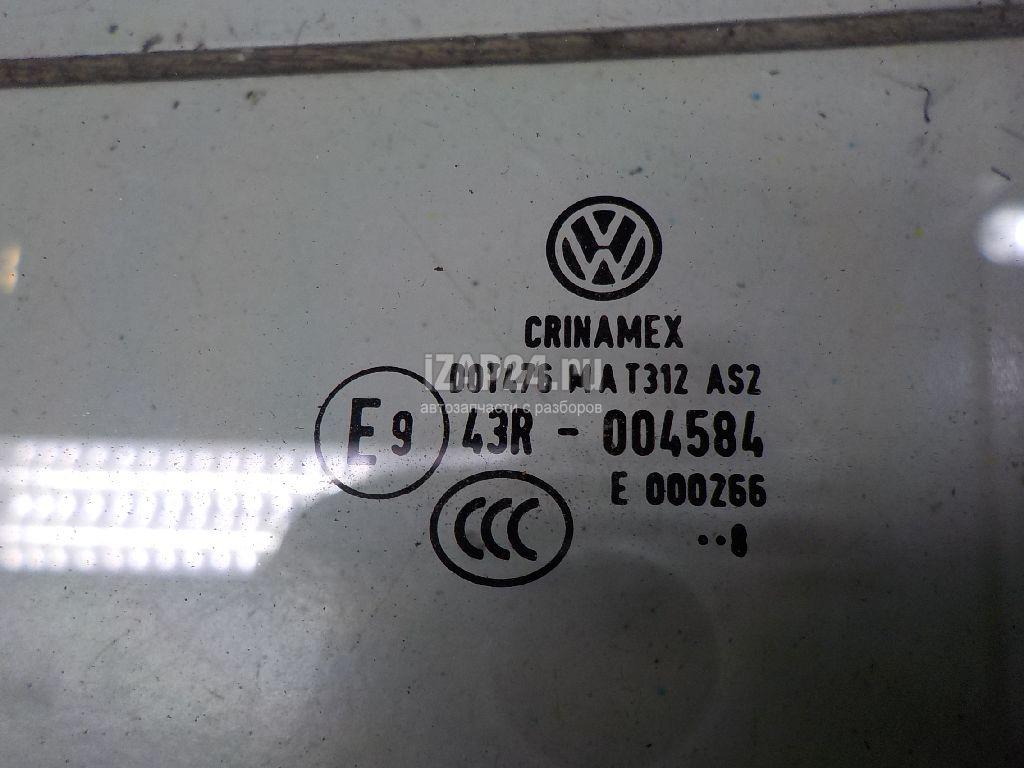 CRINAMEX
iZAP24.ru
DOT476 M A T312 AS2
автозапчасти с разборов
E9 43R - 004584
E 000266
CCC
..8